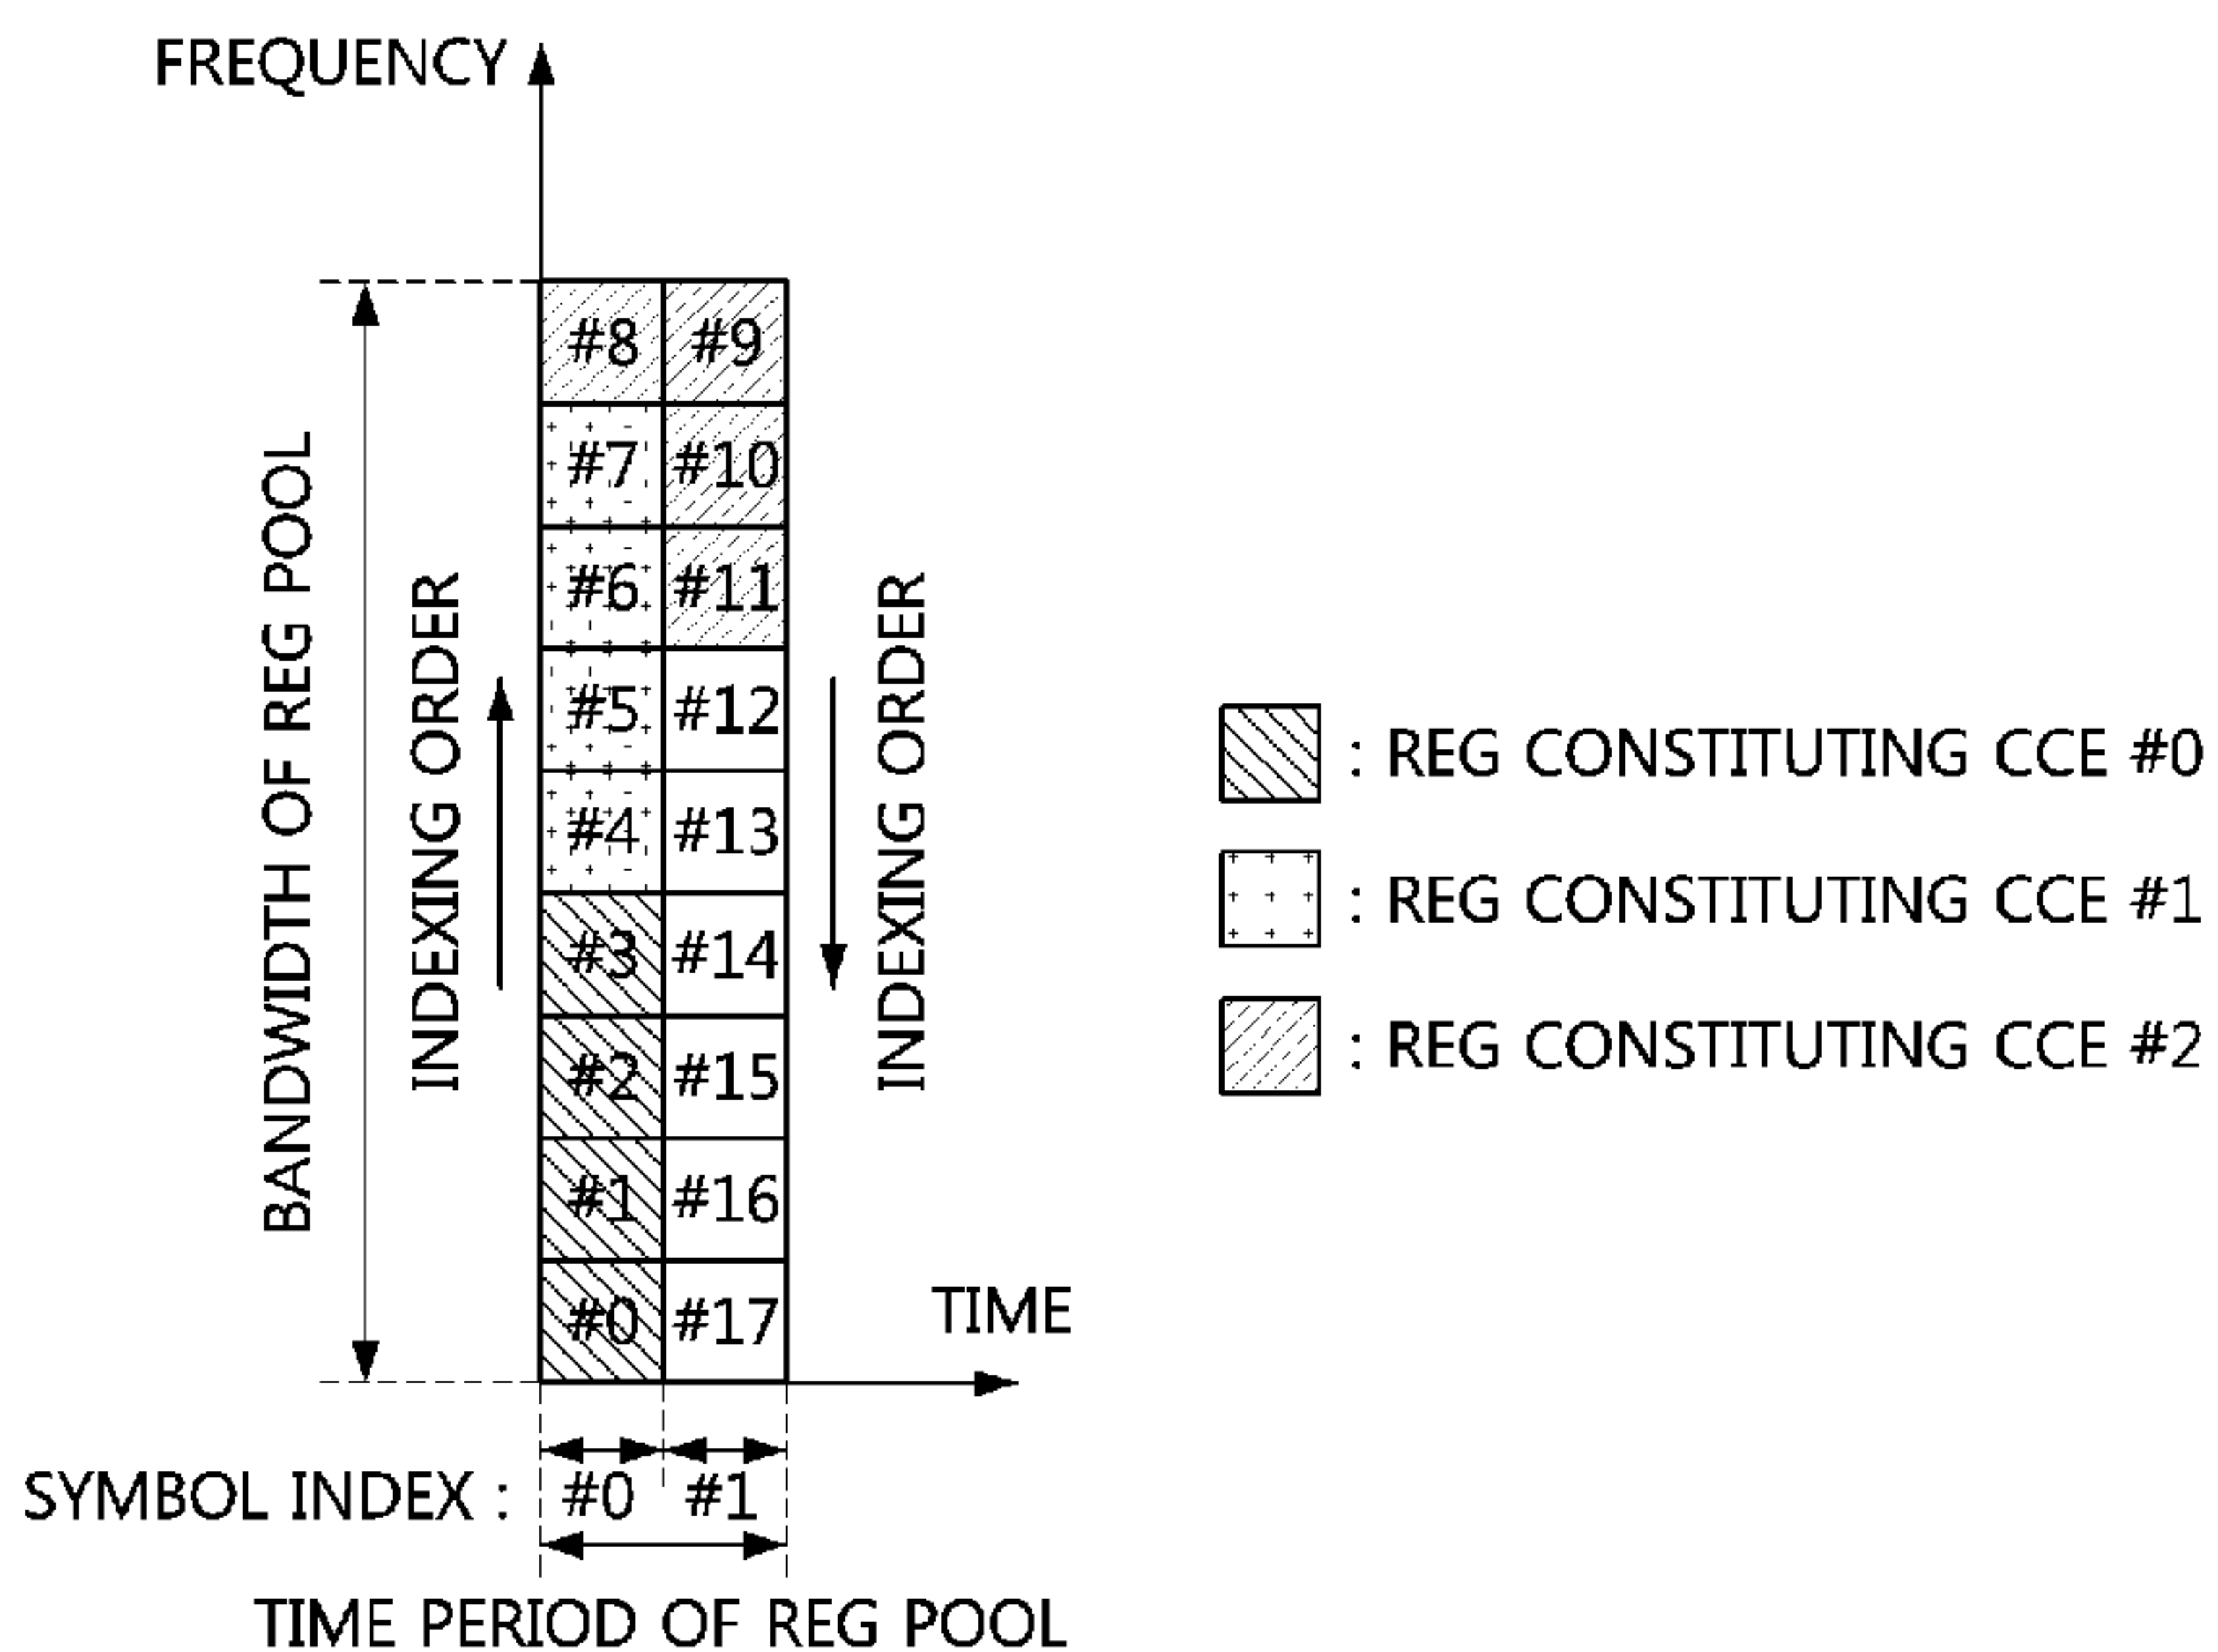 FREQUENCY
BANDWIDTH OF REG POOL
INDEXING ORDER
#8 #9
#7 #10
#6 #11
#5 #12
#4 #13
#3 #14
#2 #15
#1 #16
#0 #17
INDEXING ORDER
TIME
SYMBOL INDEX : #0 #1
TIME PERIOD OF REG POOL
: REG CONSTITUTING CCE #0
: REG CONSTITUTING CCE #1
: REG CONSTITUTING CCE #2